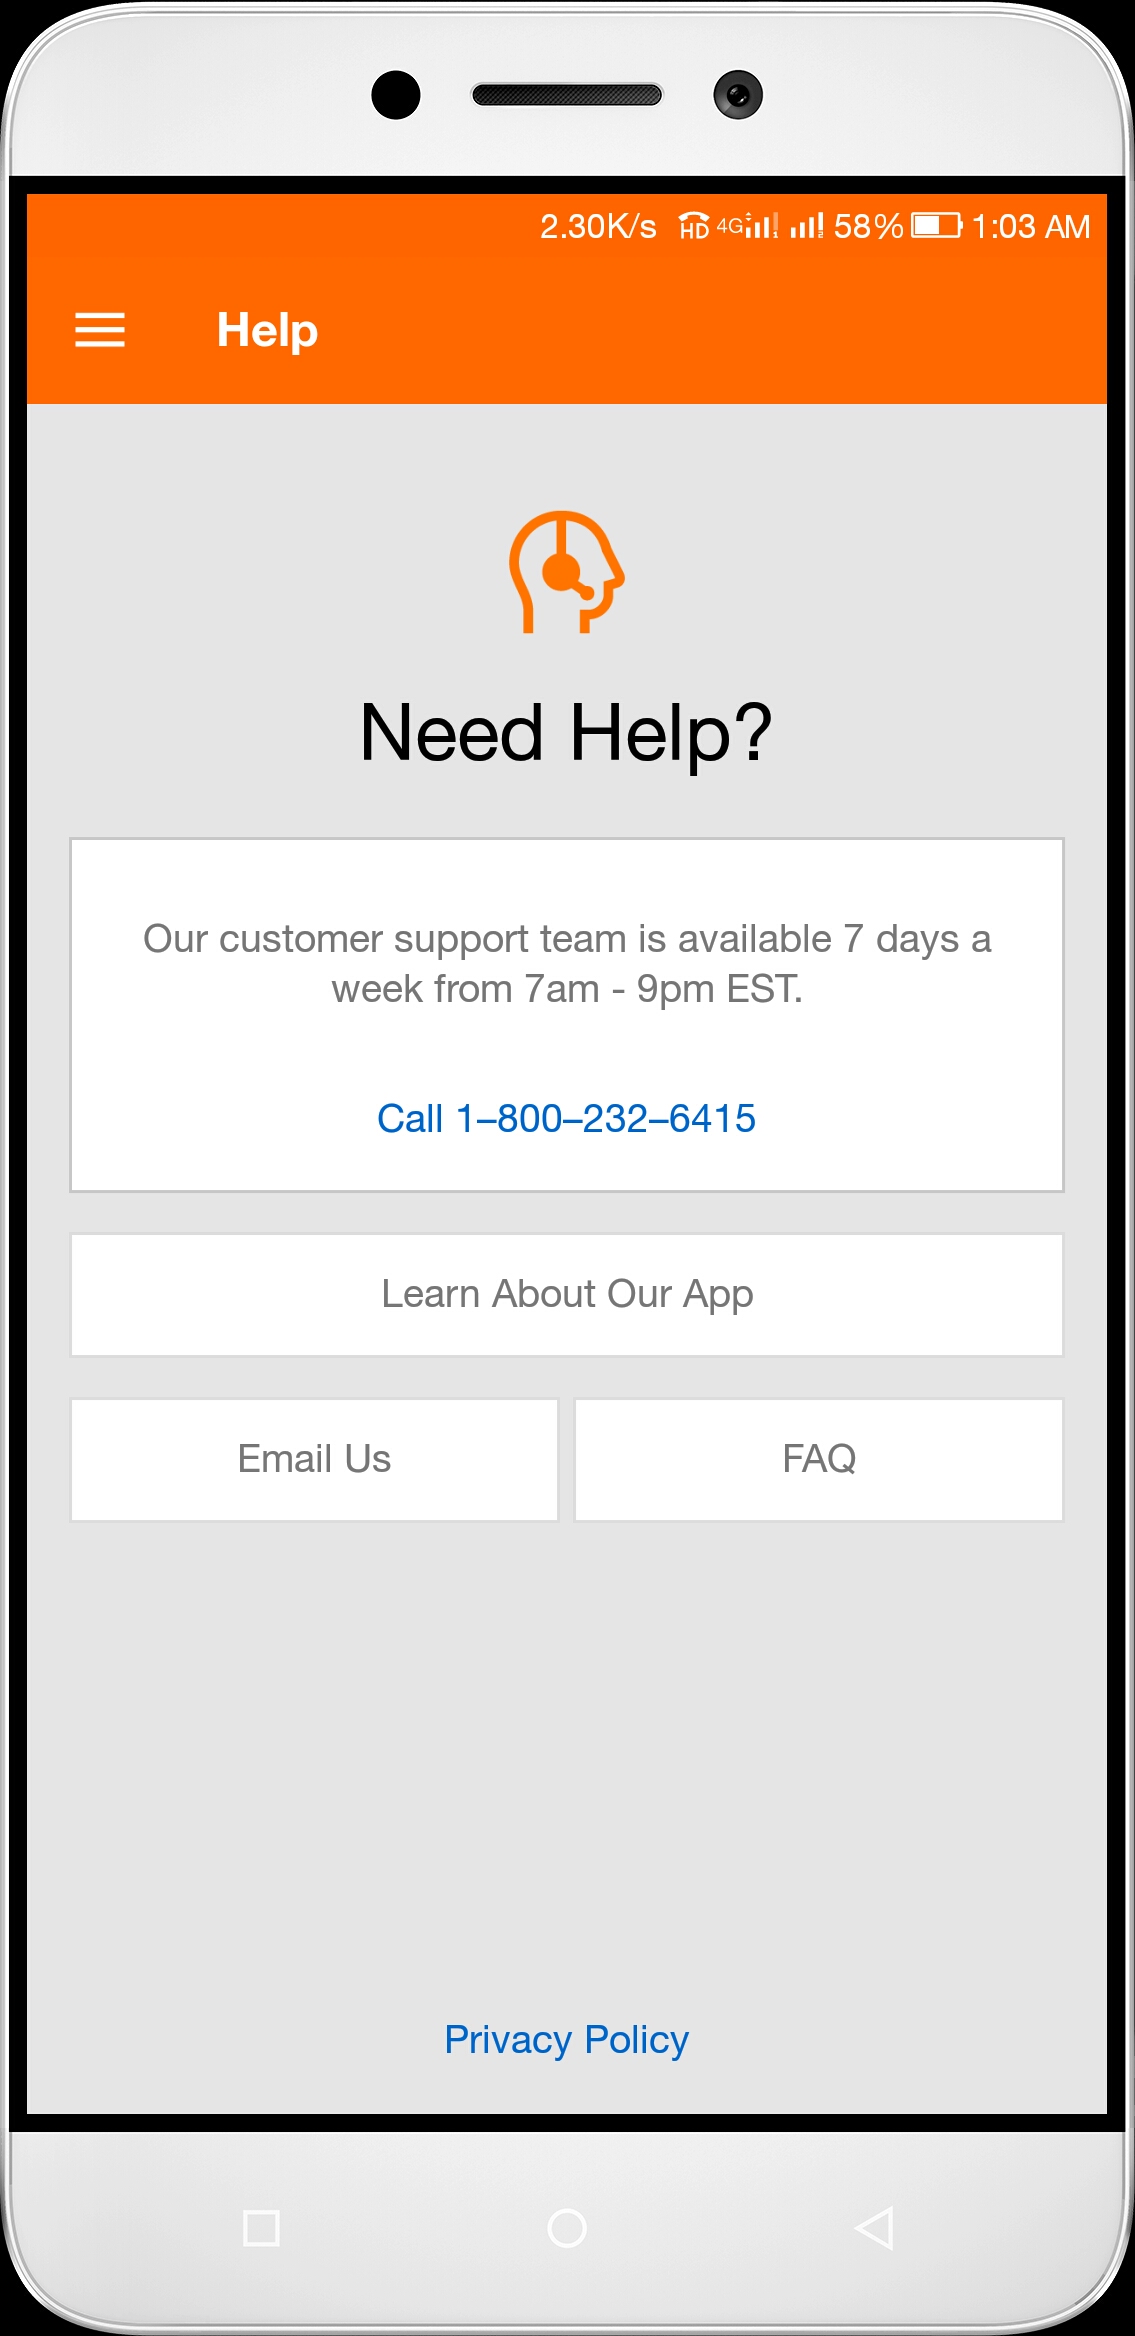 2.30K/s HD 4G 58% 1:03 AM
Help
Need Help?
Our customer support team is available 7 days a
week from 7am - 9pm EST.
Call 1–800–232–6415
Learn About Our App
Email Us FAQ
Privacy Policy